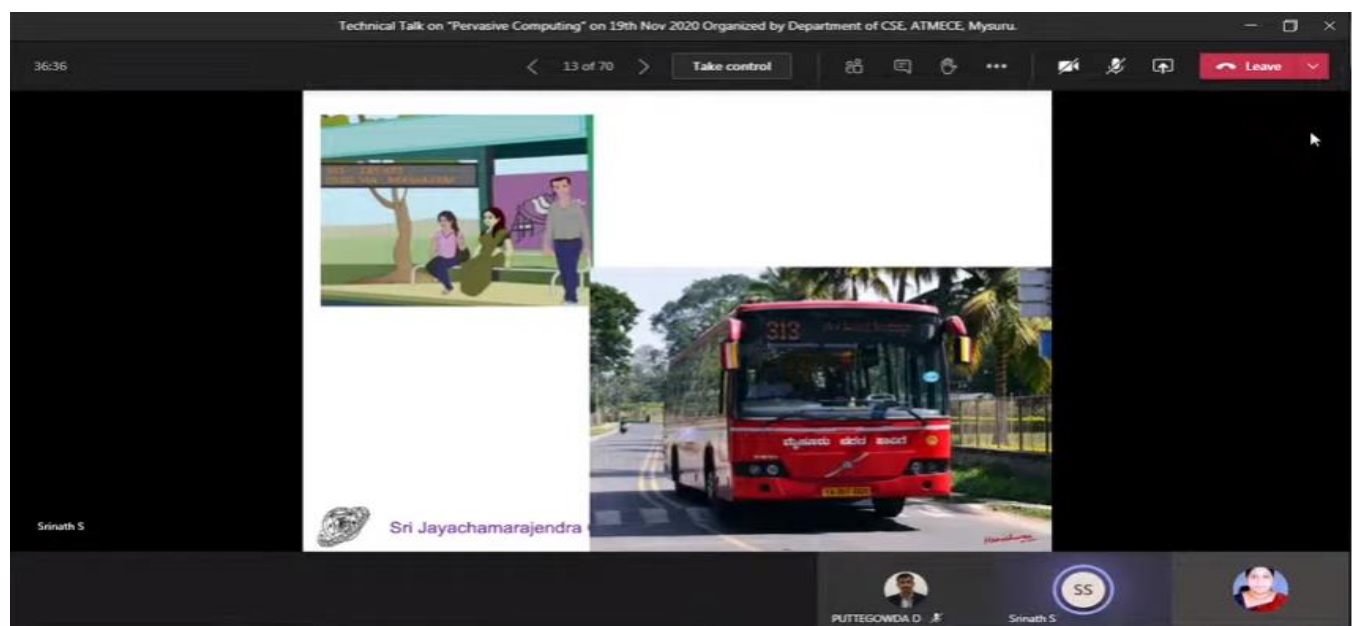 Technical Talk on "Pervasive Computing" on 19th Nov 2020 Organized by Department of CSE, ATMECE, Mysuru.
36:36
13 of 70
Take control
Leave
313
ಮೈಸೂರು ನಗರ ಸಾರಿಗೆ
Sri Jayachamarajendra
Srinath S
SS
PUTTEGOWDA D
Srinath S